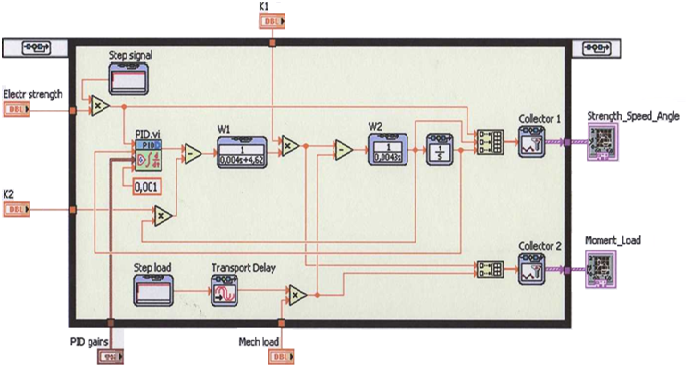 K1
Step signal
Electr strength
DBL
DBL
PID.vi
PID
0,001
W1
1
0,004s+4,62
W2
1
0,0043s
1
s
Collector 1
Strength_Speed_Angle
K2
DBL
Step load
Transport Delay
Collector 2
Moment_Load
PID gains
Mech load
DBL